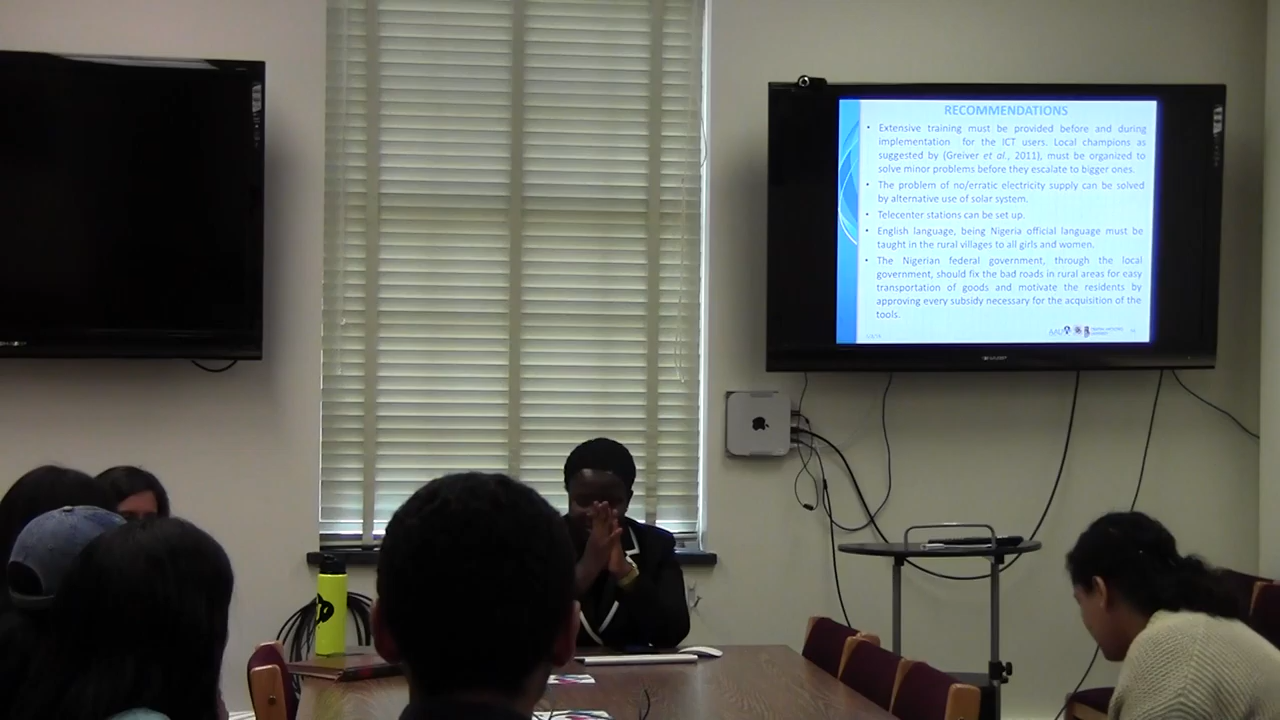 RECOMMENDATIONS
• Extensive training must be provided before and during
implementation for the ICT users. Local champions as
suggested by (Greiver et al., 2011), must be organized to
solve minor problems before they escalate to bigger ones.
• The problem of no/erratic electricity supply can be solved
by alternative use of solar system.
• Telecenter stations can be set up.
• English language, being Nigeria official language must be
taught in the rural villages to all girls and women.
• The Nigerian federal government, through the local
government, should fix the bad roads in rural areas for easy
transportation of goods and motivate the residents by
approving every subsidy necessary for the acquisition of the
tools.
SHARP